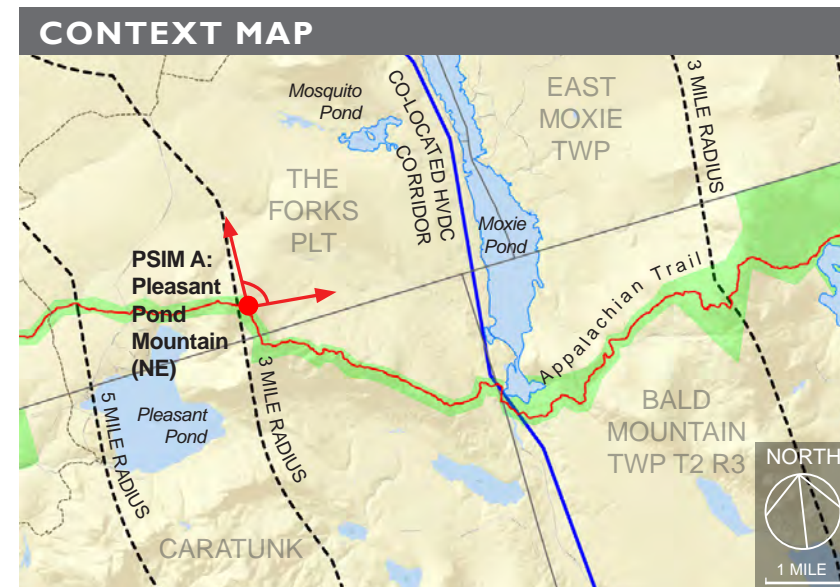 CONTEXT MAP
Mosquito
Pond
CO-LOCATED HVDC
CORRIDOR
EAST
MOXIE
TWP
3 MILE RADIUS
THE
FORKS
PLT
Moxie
Pond
PSIM A:
Pleasant
Pond
Mountain
(NE)
Appalachian Trail
5 MILE RADIUS
Pleasant
Pond
3 MILE RADIUS
BALD
MOUNTAIN
TWP T2 R3
CARATUNK
NORTH
1 MILE